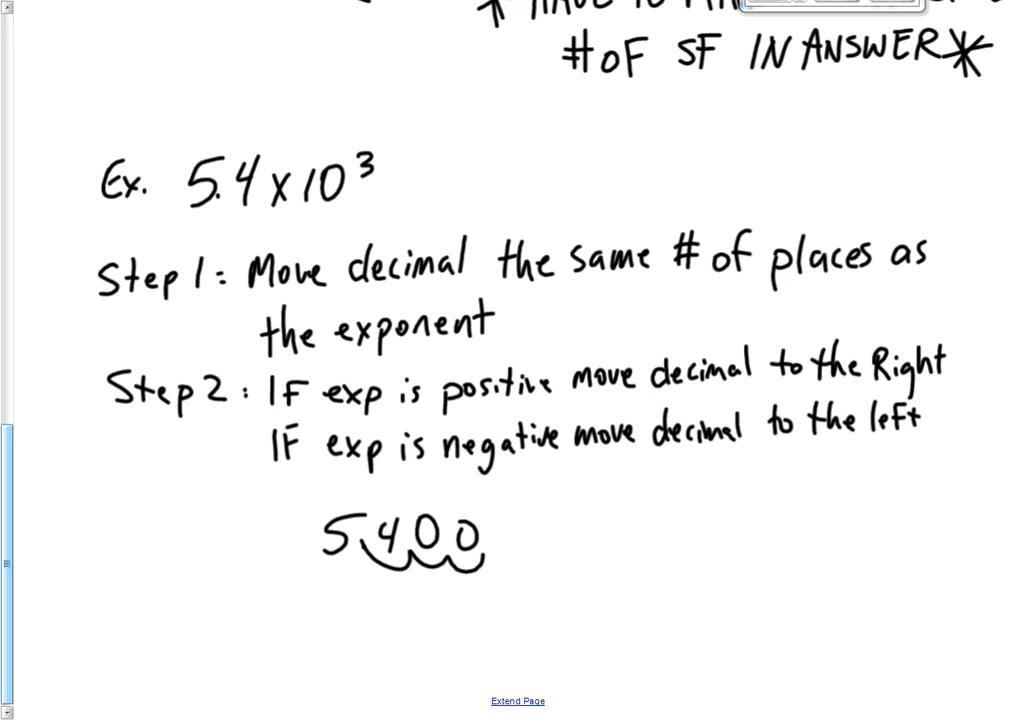 HAVE TO
# OF SF IN ANSWER*
Ex. 5.4 x 10³
Step 1: Move decimal the same # of places as
the exponent
Step 2: IF exp is positive move decimal to the Right
IF exp is negative move decimal to the left
5400
Extend Page